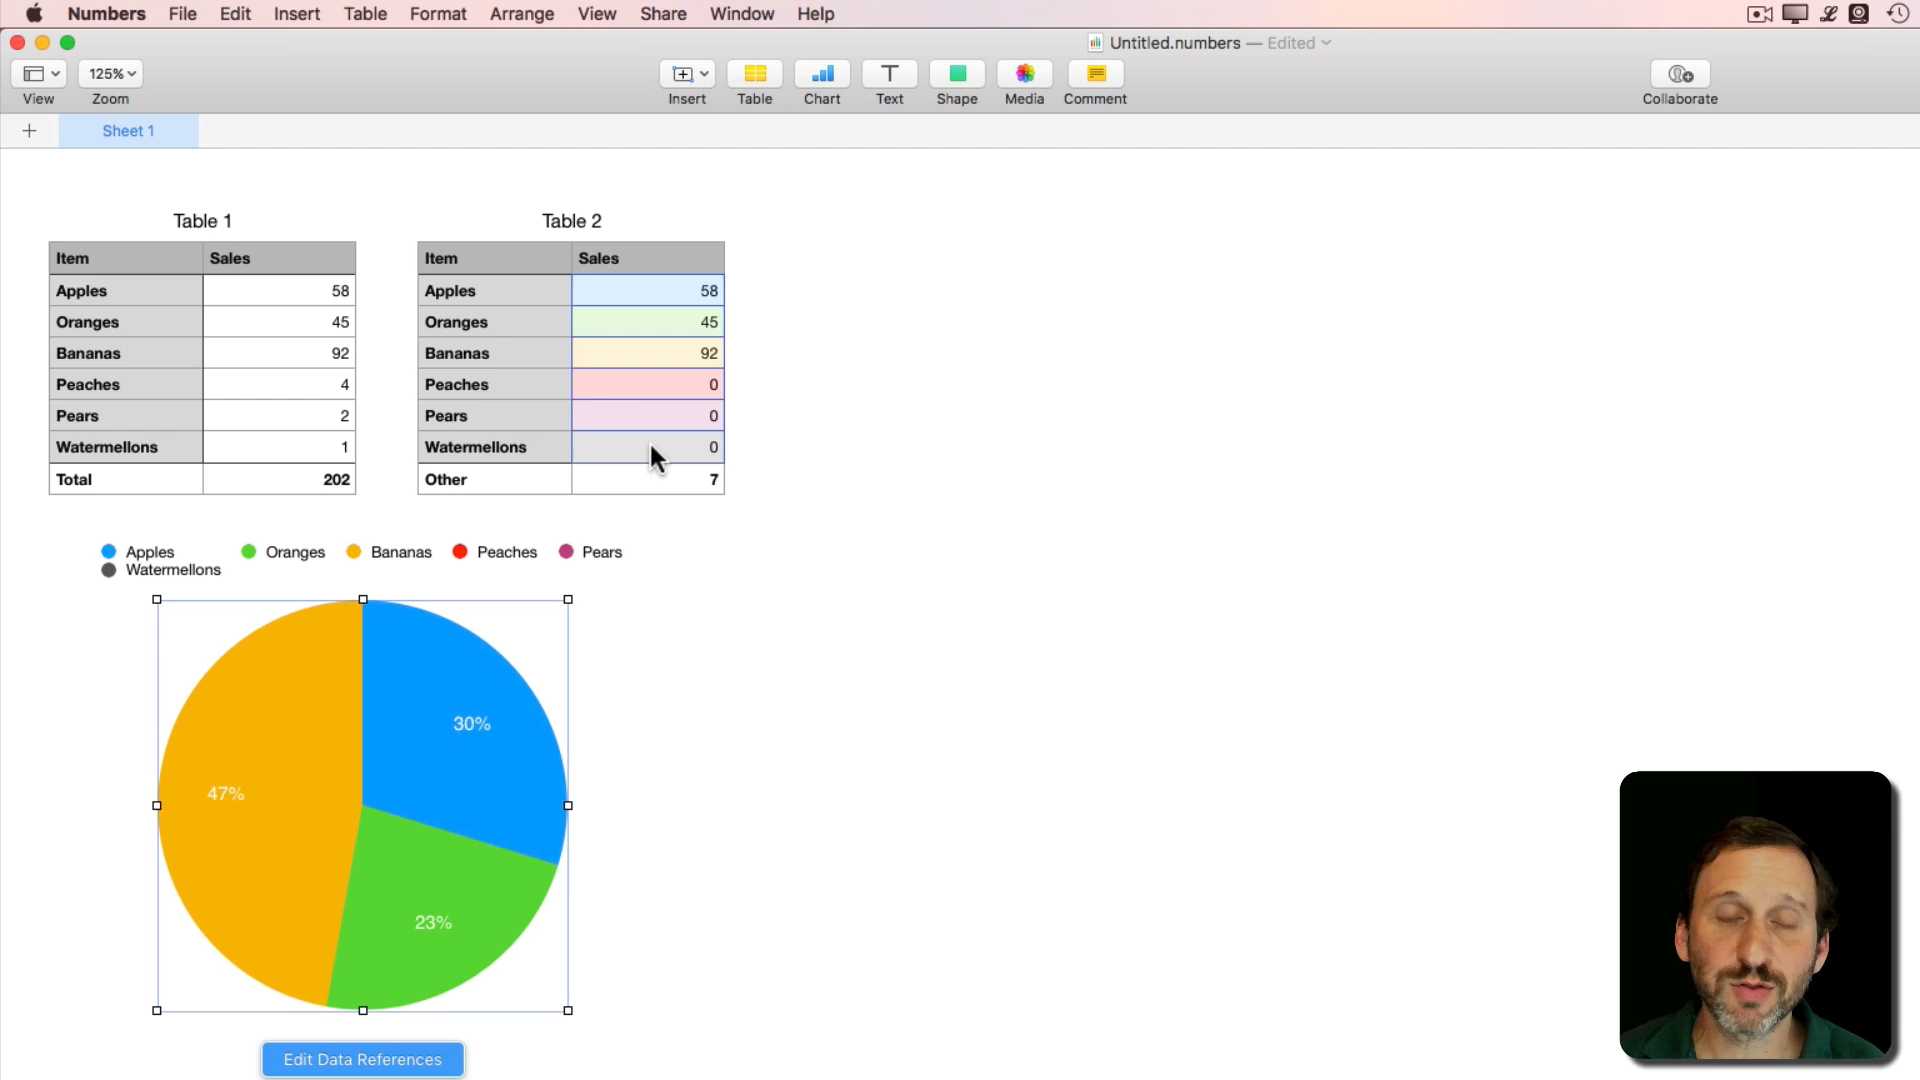 Numbers File Edit Insert Table Format Arrange View Share Window Help
Untitled.numbers — Edited
125%
View Zoom Insert Table Chart Text Shape Media Comment Collaborate
Sheet 1
Table 1
Item Sales
Apples 58
Oranges 45
Bananas 92
Peaches 4
Pears 2
Watermellons 1
Total 202
Table 2
Item Sales
Apples 58
Oranges 45
Bananas 92
Peaches 0
Pears 0
Watermellons 0
Other 7
Apples Oranges Bananas Peaches Pears
Watermellons
30%
47%
23%
Edit Data References